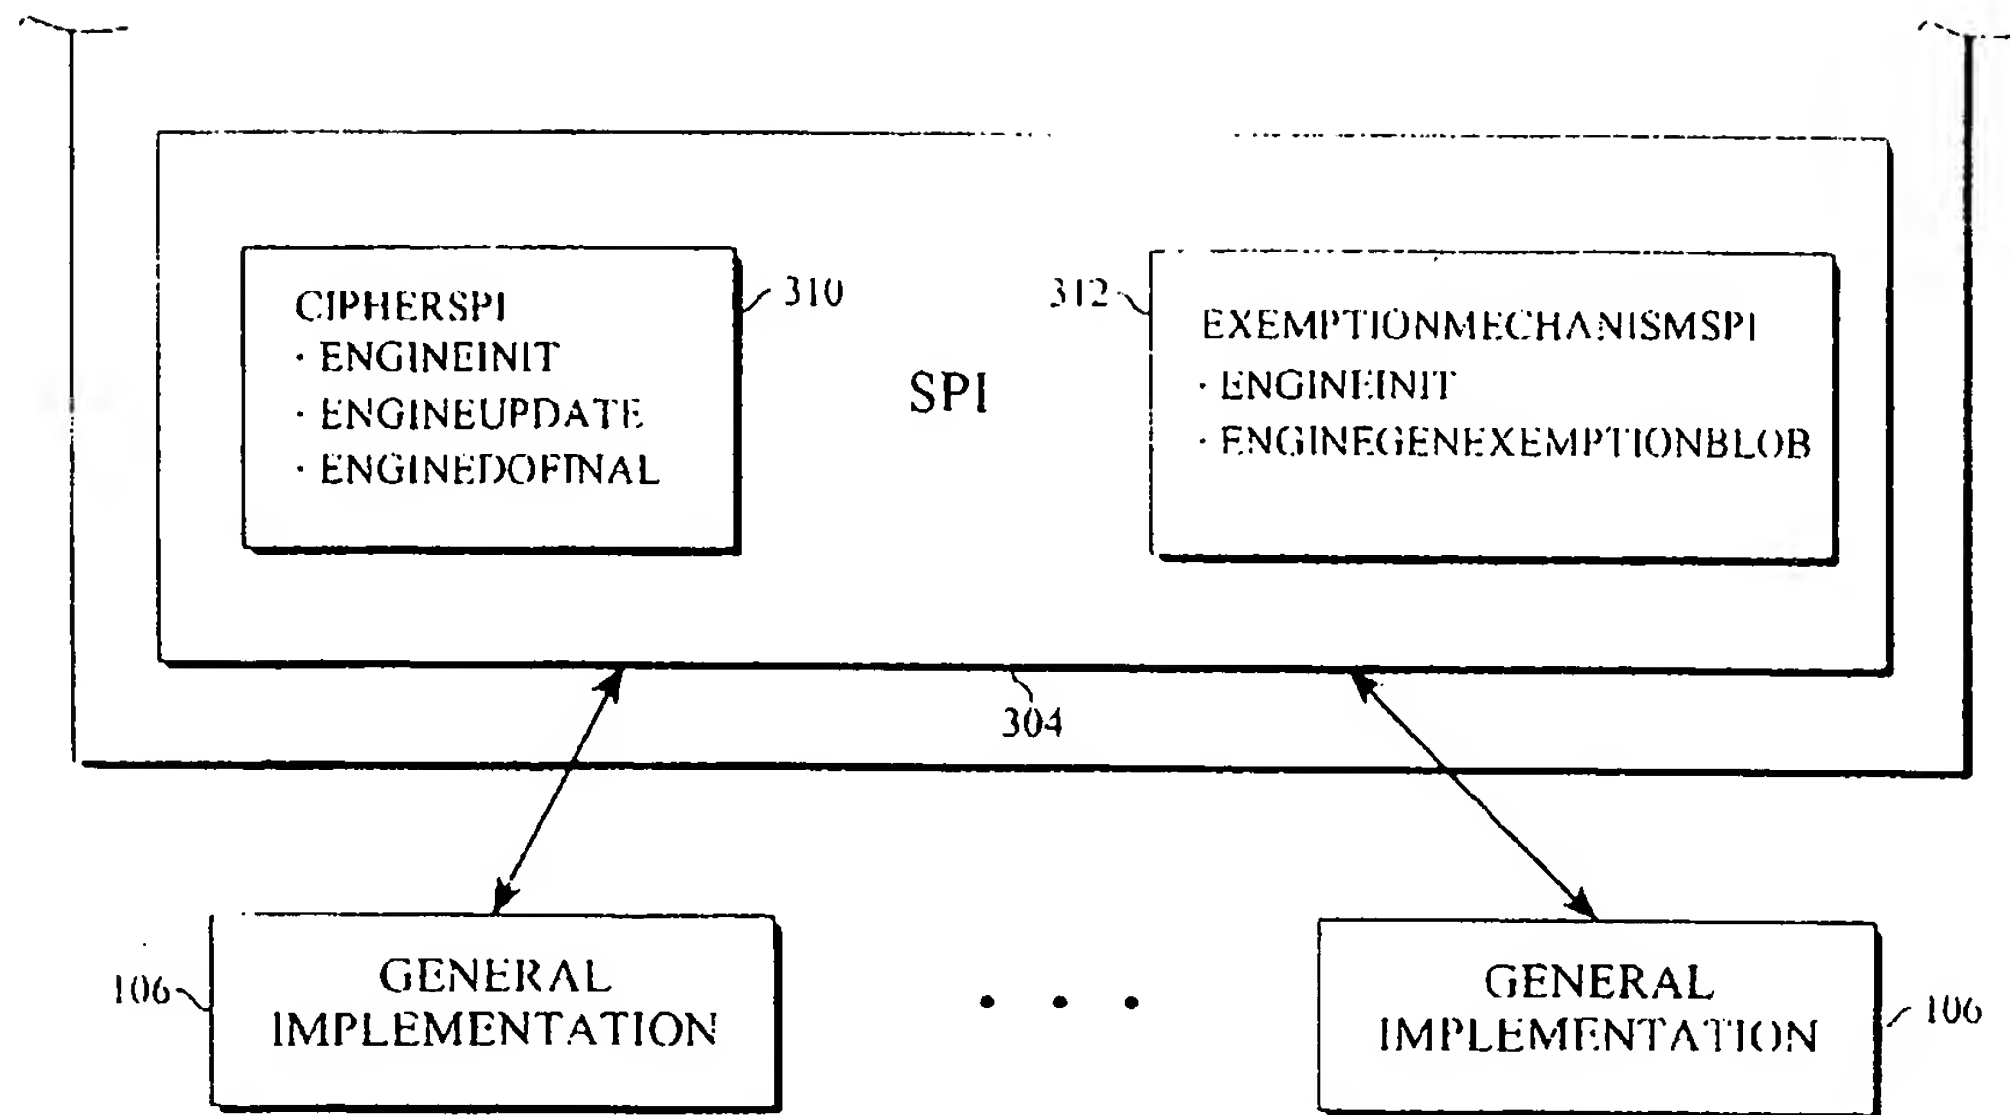 CIPHERSPI
· ENGINEINIT
· ENGINEUPDATE
· ENGINEDOFINAL
310
SPI
312
EXEMPTIONMECHANISMSPI
· ENGINEINIT
· ENGINEGENEXEMPTIONBLOB
304
106
GENERAL
IMPLEMENTATION
• • •
GENERAL
IMPLEMENTATION
106